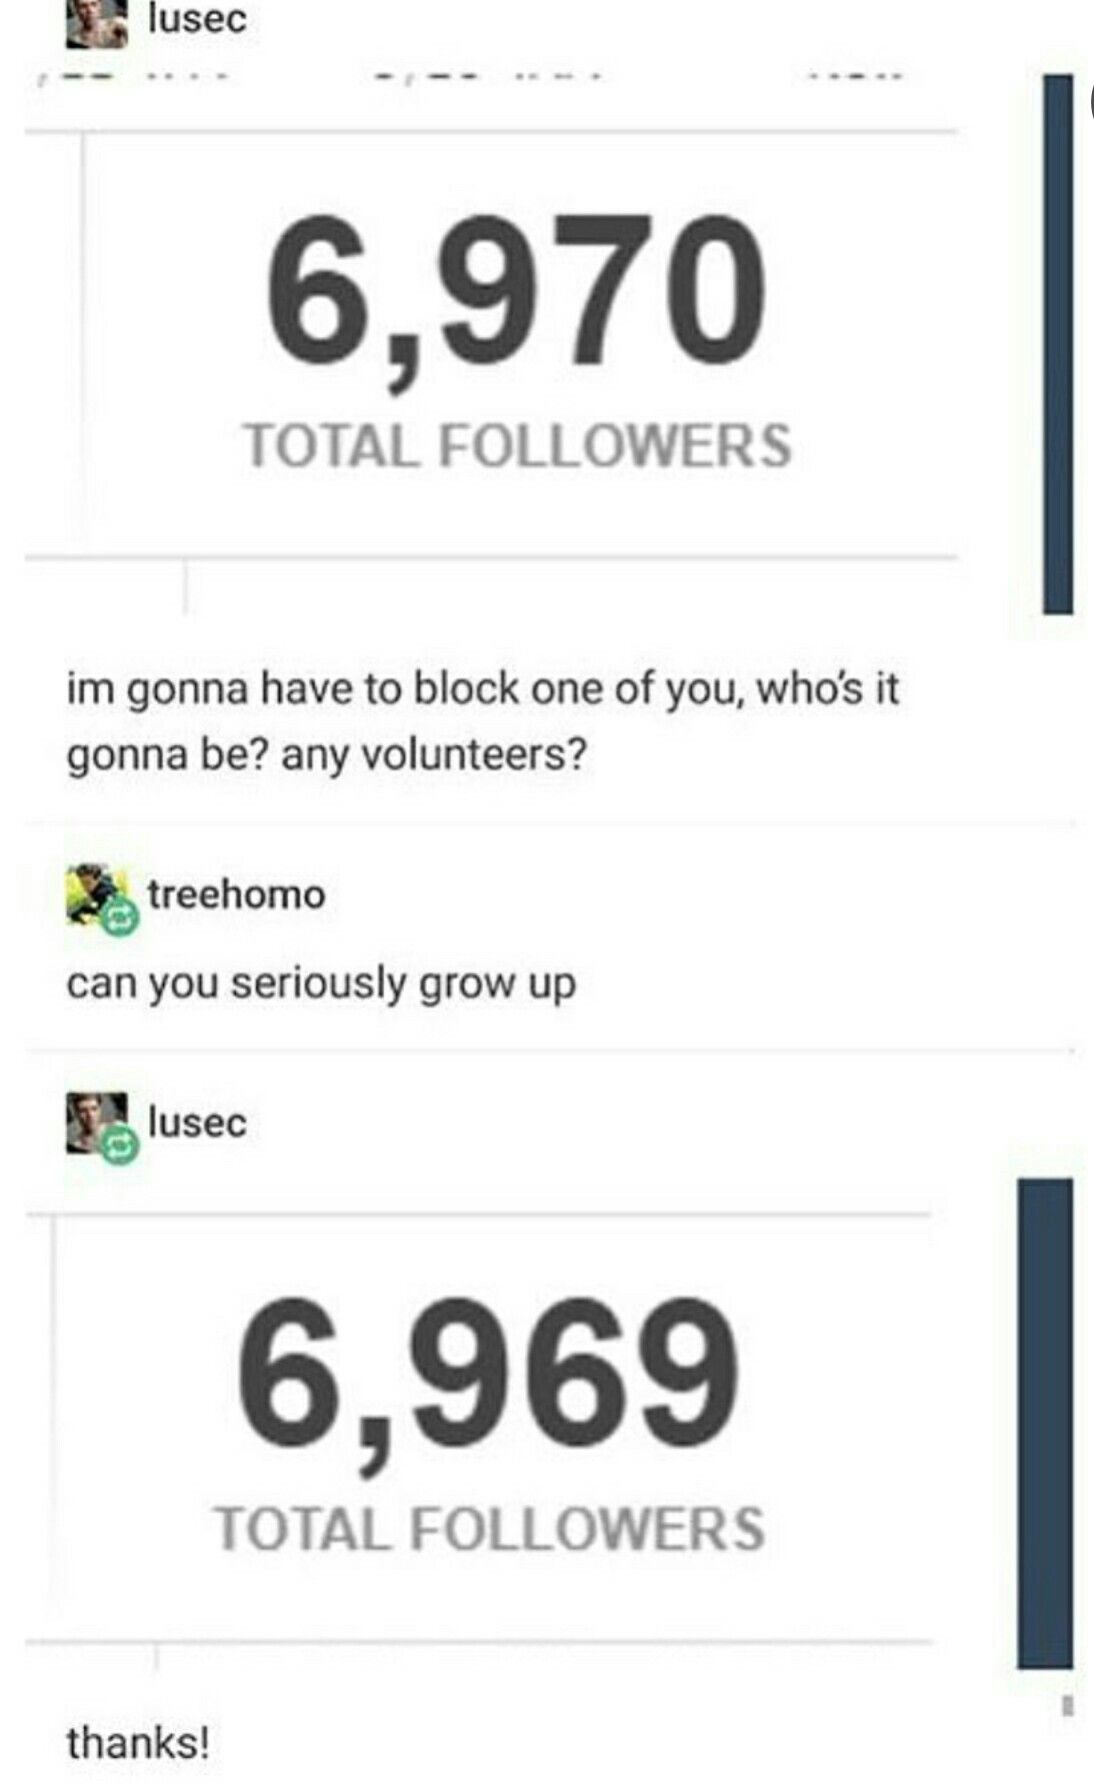 lusec
6,970
TOTAL FOLLOWERS
im gonna have to block one of you, who's it
gonna be? any volunteers?
treehomo
can you seriously grow up
lusec
6,969
TOTAL FOLLOWERS
thanks!